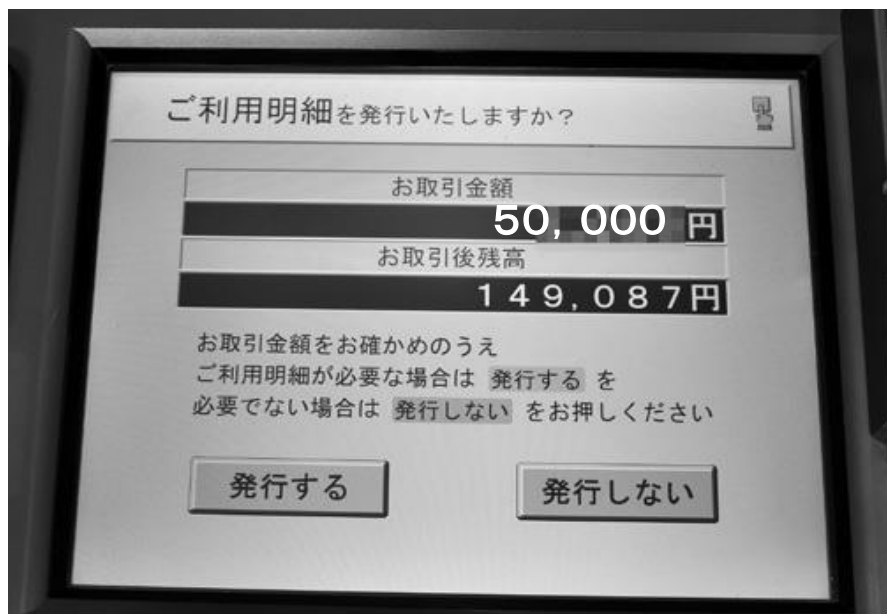 ご利用明細を発行いたしますか?
お取引金額
50,000円
お取引後残高
149,087円
お取引金額をお確かめのうえ
ご利用明細が必要な場合は 発行する を
必要でない場合は 発行しない をお押しください
発行する
発行しない